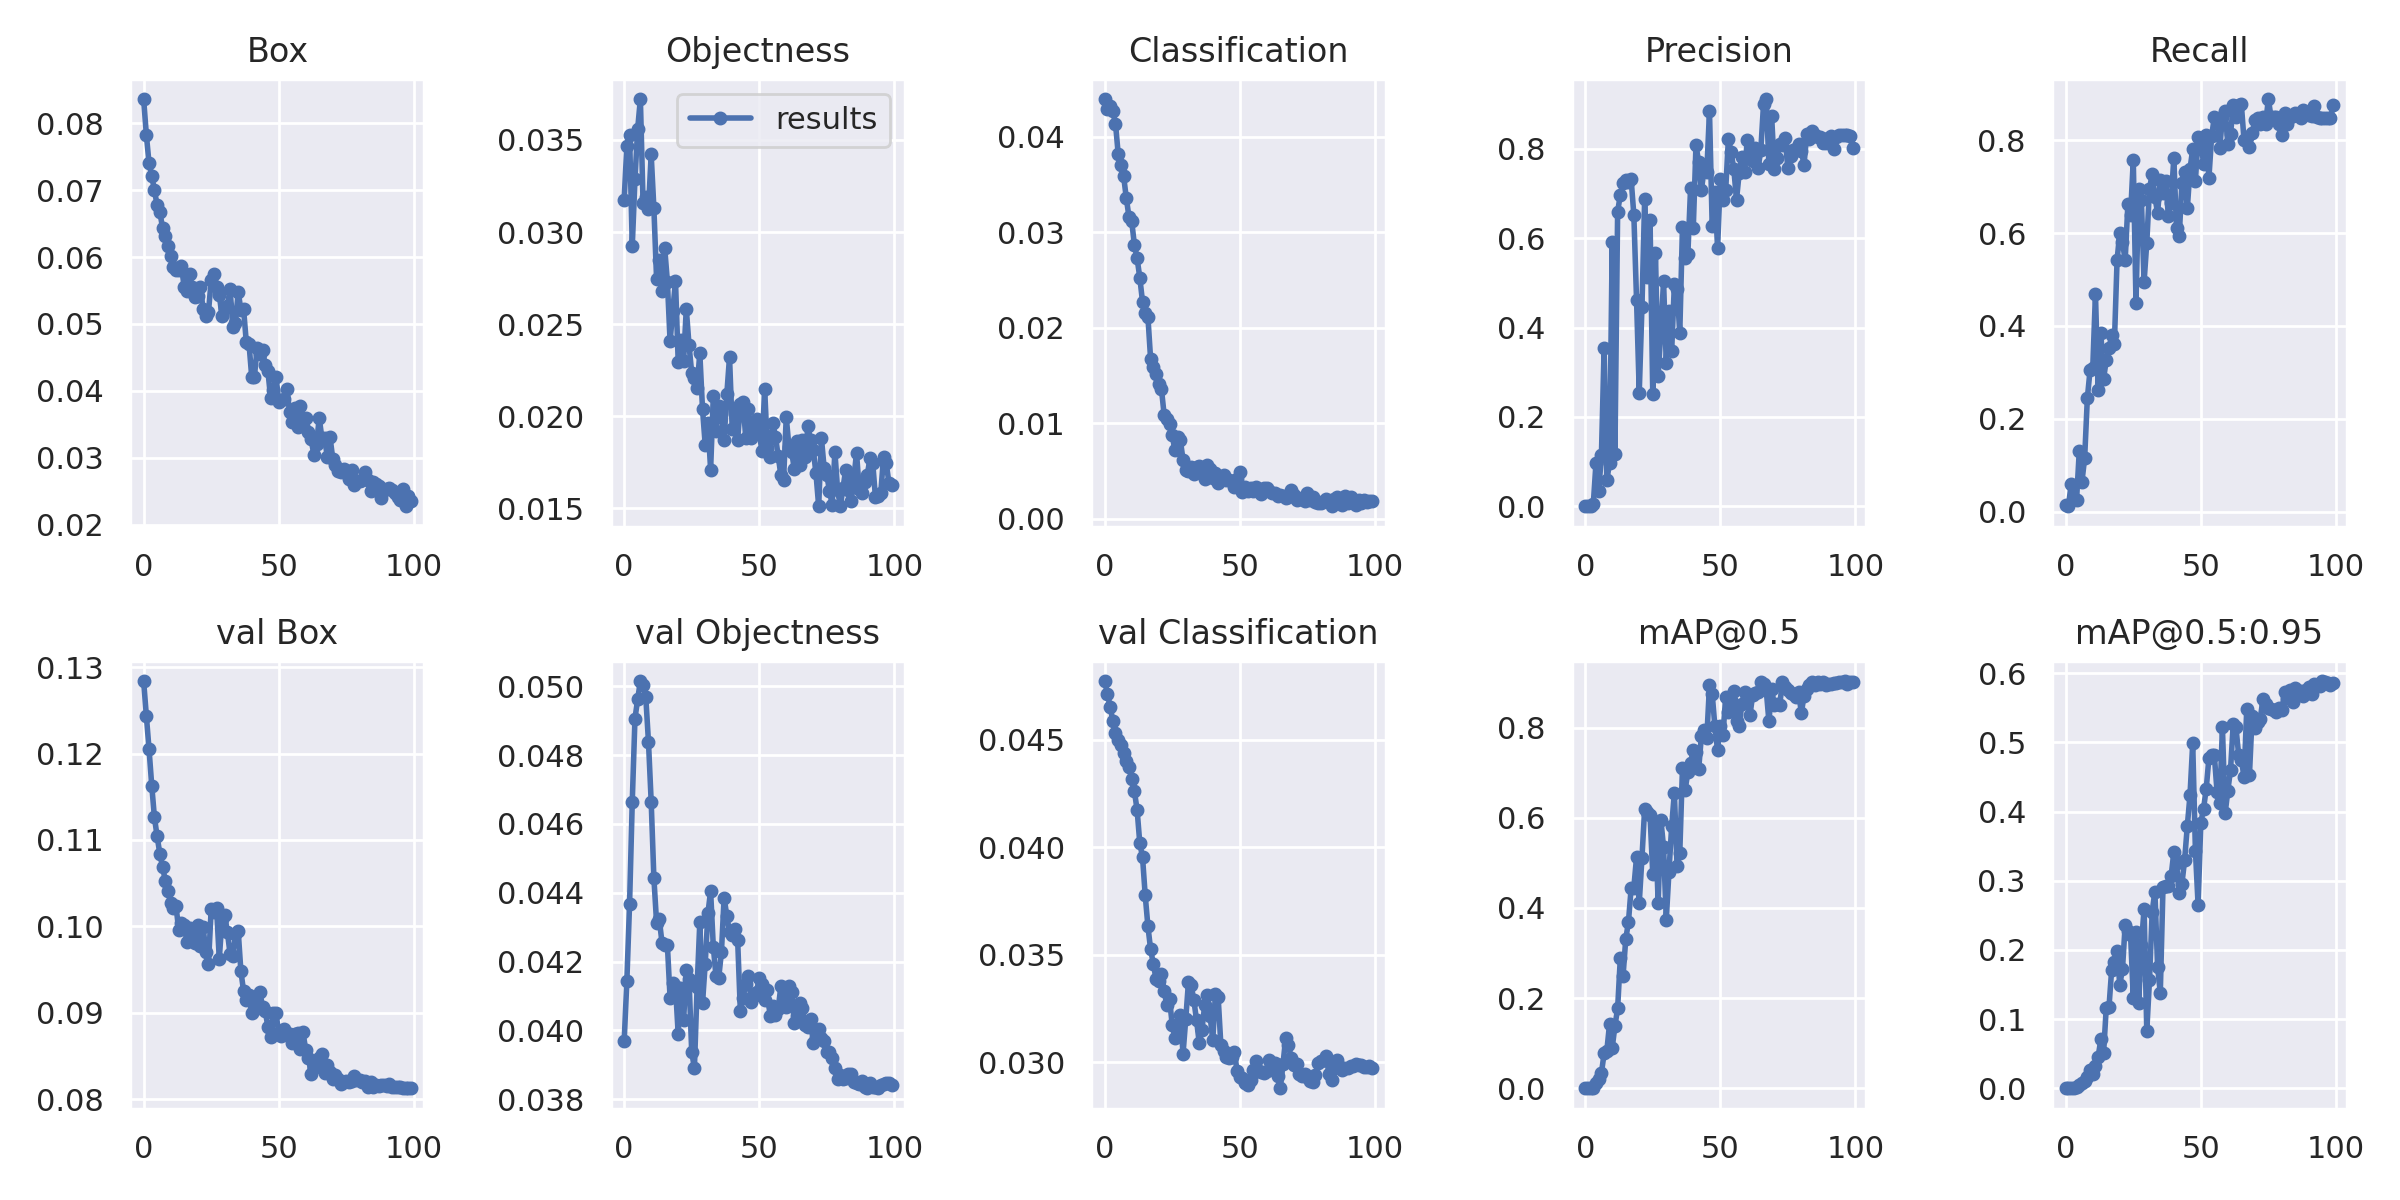 Box
0.08
0.07
0.06
0.05
0.04
0.03
0.02
0 50 100
Objectness
results
0.035
0.030
0.025
0.020
0.015
0 50 100
Classification
0.04
0.03
0.02
0.01
0.00
0 50 100
Precision
0.8
0.6
0.4
0.2
0.0
0 50 100
Recall
0.8
0.6
0.4
0.2
0.0
0 50 100
val Box
0.13
0.12
0.11
0.10
0.09
0.08
0 50 100
val Objectness
0.050
0.048
0.046
0.044
0.042
0.040
0.038
0 50 100
val Classification
0.045
0.040
0.035
0.030
0 50 100
mAP@0.5
0.8
0.6
0.4
0.2
0.0
0 50 100
mAP@0.5:0.95
0.6
0.5
0.4
0.3
0.2
0.1
0.0
0 50 100